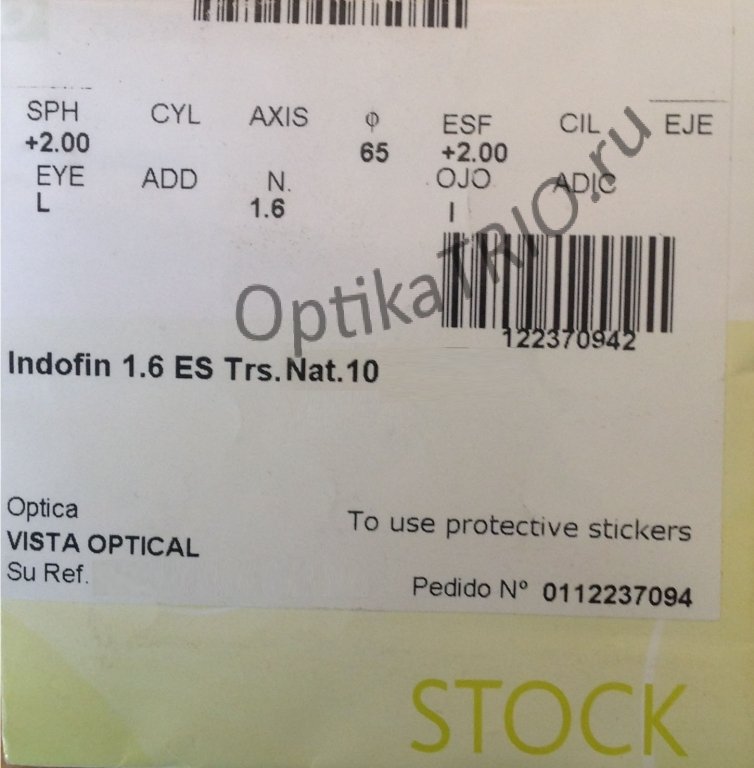 SPH CYL AXIS φ ESF CIL EJE
+2.00 65 +2.00
EYE ADD N. OJO ADIC
L 1.6 I
OptikaTRIO.ru
122370942
Indofin 1.6 ES Trs.Nat.10
Optica
To use protective stickers
VISTA OPTICAL
Su Ref.
Pedido Nº 0112237094
STOCK